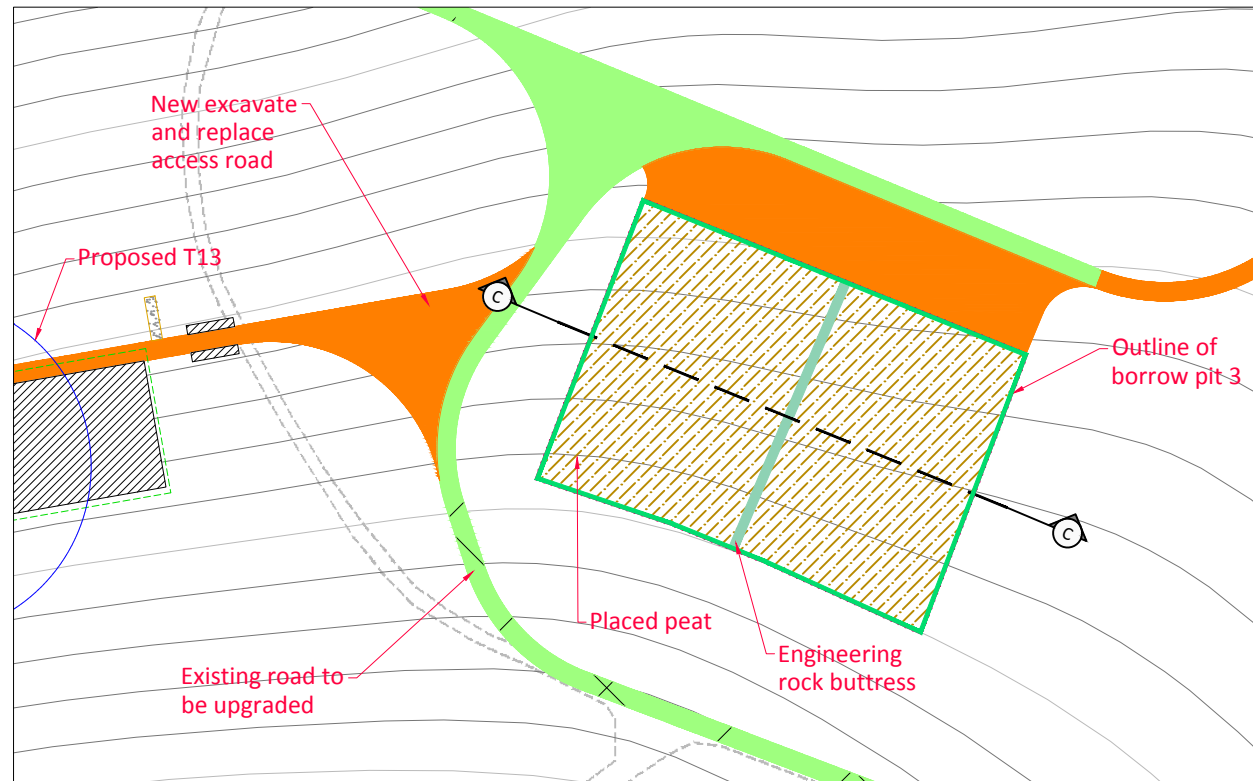 New excavate
and replace
access road
Proposed T13
C
Outline of
borrow pit 3
C
Placed peat
Engineering
rock buttress
Existing road to
be upgraded